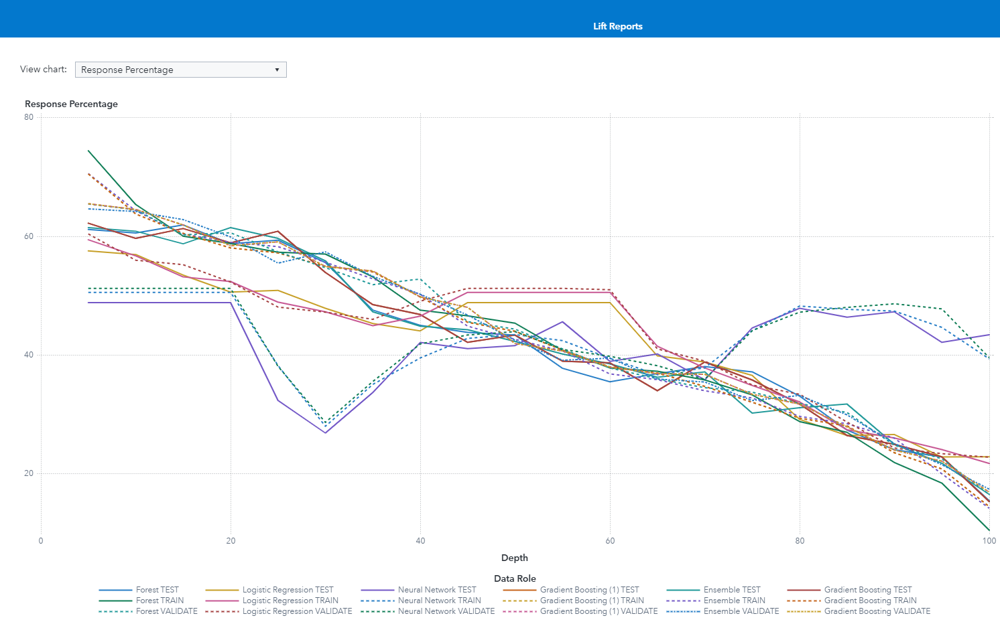 Lift Reports
View chart: Response Percentage
Response Percentage
80
60
40
20
0 20 40 60 80 100
Depth
Data Role
Forest TEST Logistic Regression TEST Neural Network TEST Gradient Boosting (1) TEST Ensemble TEST Gradient Boosting TEST
Forest TRAIN Logistic Regression TRAIN Neural Network TRAIN Gradient Boosting (1) TRAIN Ensemble TRAIN Gradient Boosting TRAIN
Forest VALIDATE Logistic Regression VALIDATE Neural Network VALIDATE Gradient Boosting (1) VALIDATE Ensemble VALIDATE Gradient Boosting VALIDATE